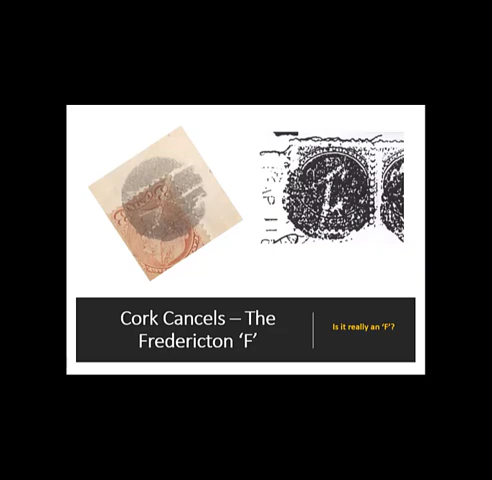 Cork Cancels – The
Fredericton ‘F’
Is it really an ‘F’?